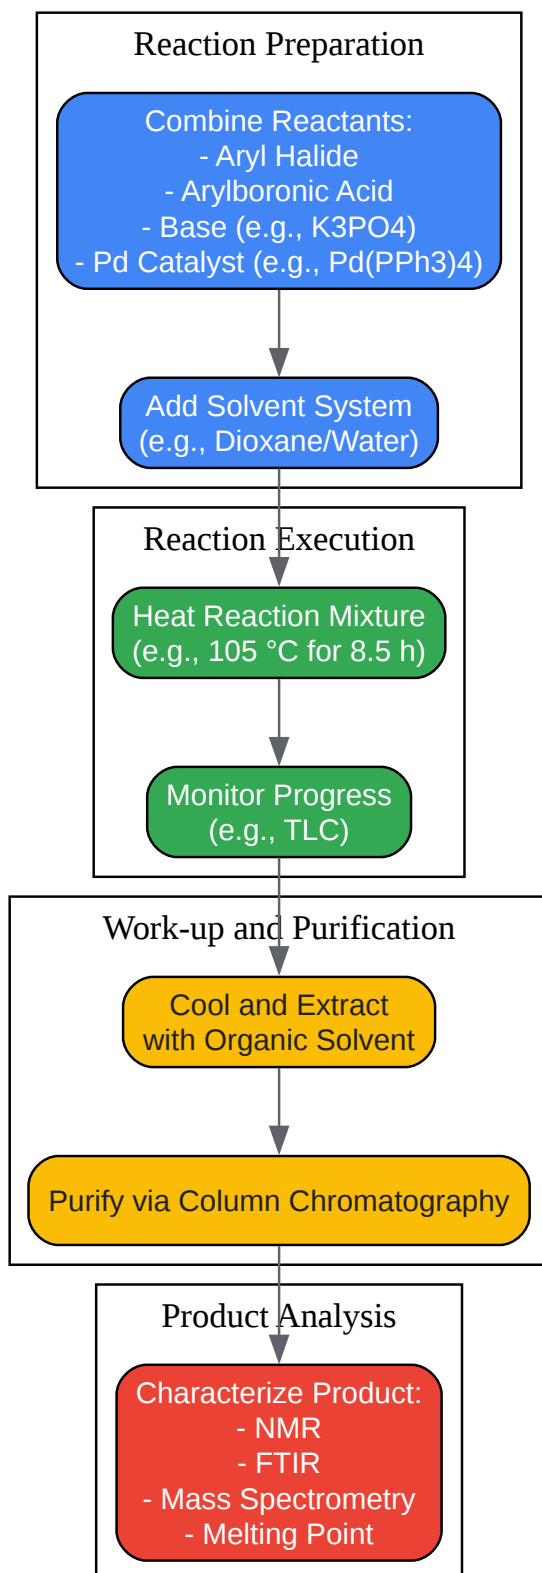 Reaction Preparation
Combine Reactants:
- Aryl Halide
- Arylboronic Acid
- Base (e.g., K3PO4)
- Pd Catalyst (e.g., Pd(PPh3)4)
Add Solvent System
(e.g., Dioxane/Water)
Reaction Execution
Heat Reaction Mixture
(e.g., 105 °C for 8.5 h)
Monitor Progress
(e.g., TLC)
Work-up and Purification
Cool and Extract
with Organic Solvent
Purify via Column Chromatography
Product Analysis
Characterize Product:
- NMR
- FTIR
- Mass Spectrometry
- Melting Point